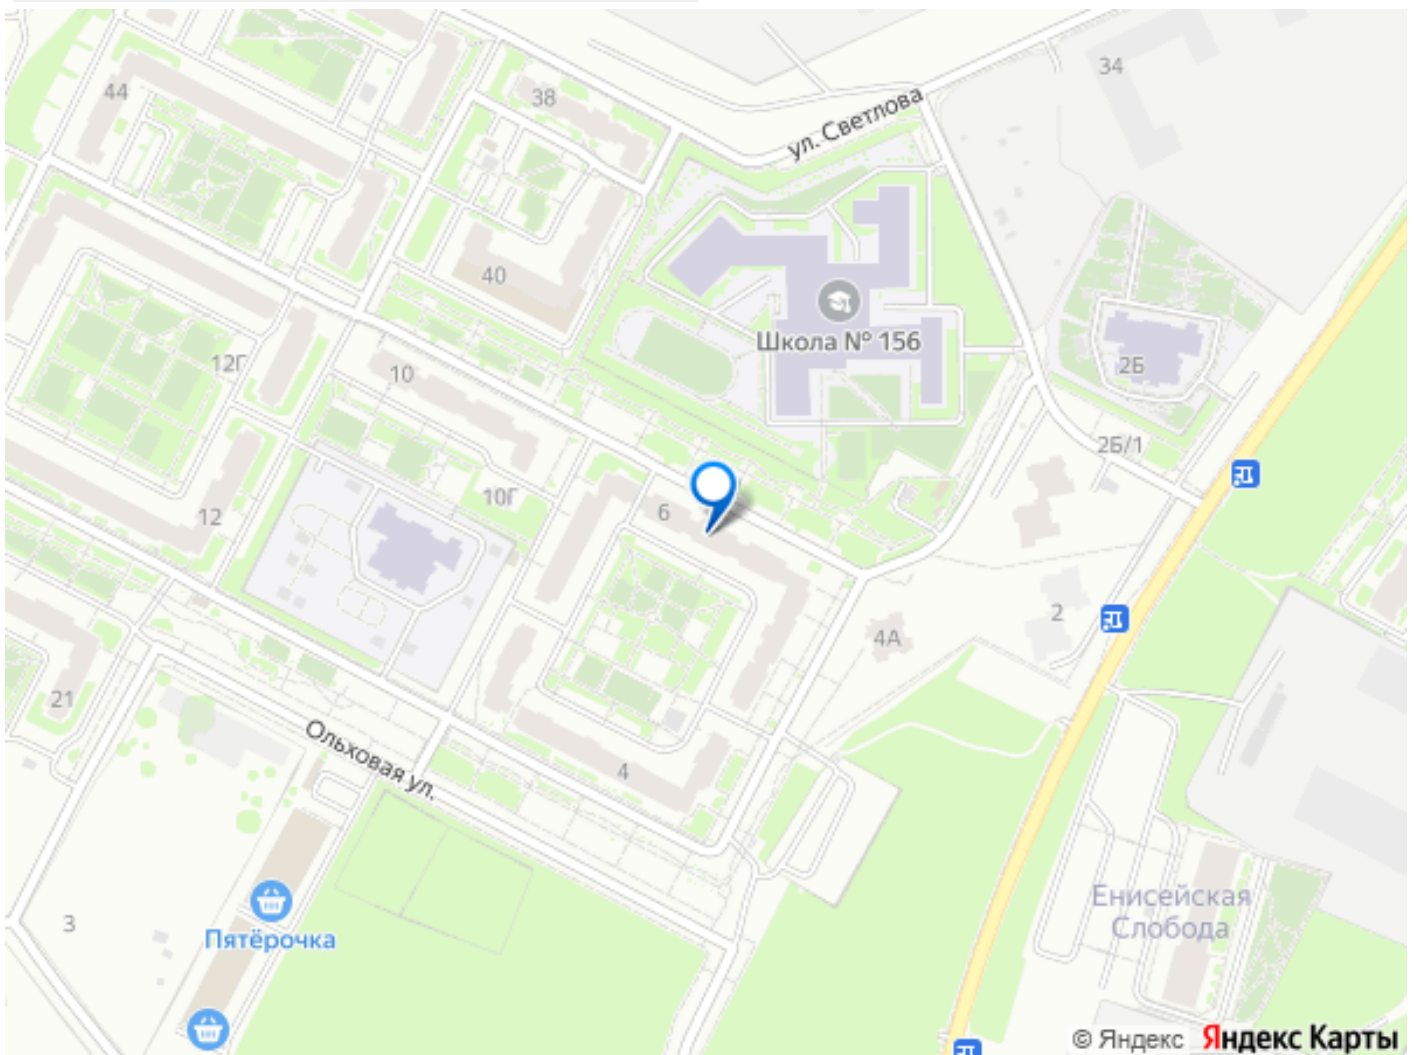 34
44
38
ул. Светлова
40
Школа № 156
12Г
10
2Б
2Б/1
10Г
6
12
2
4А
21
Ольховая ул.
4
Енисейская
Слобода
3
Пятёрочка
© Яндекс Яндекс Карты